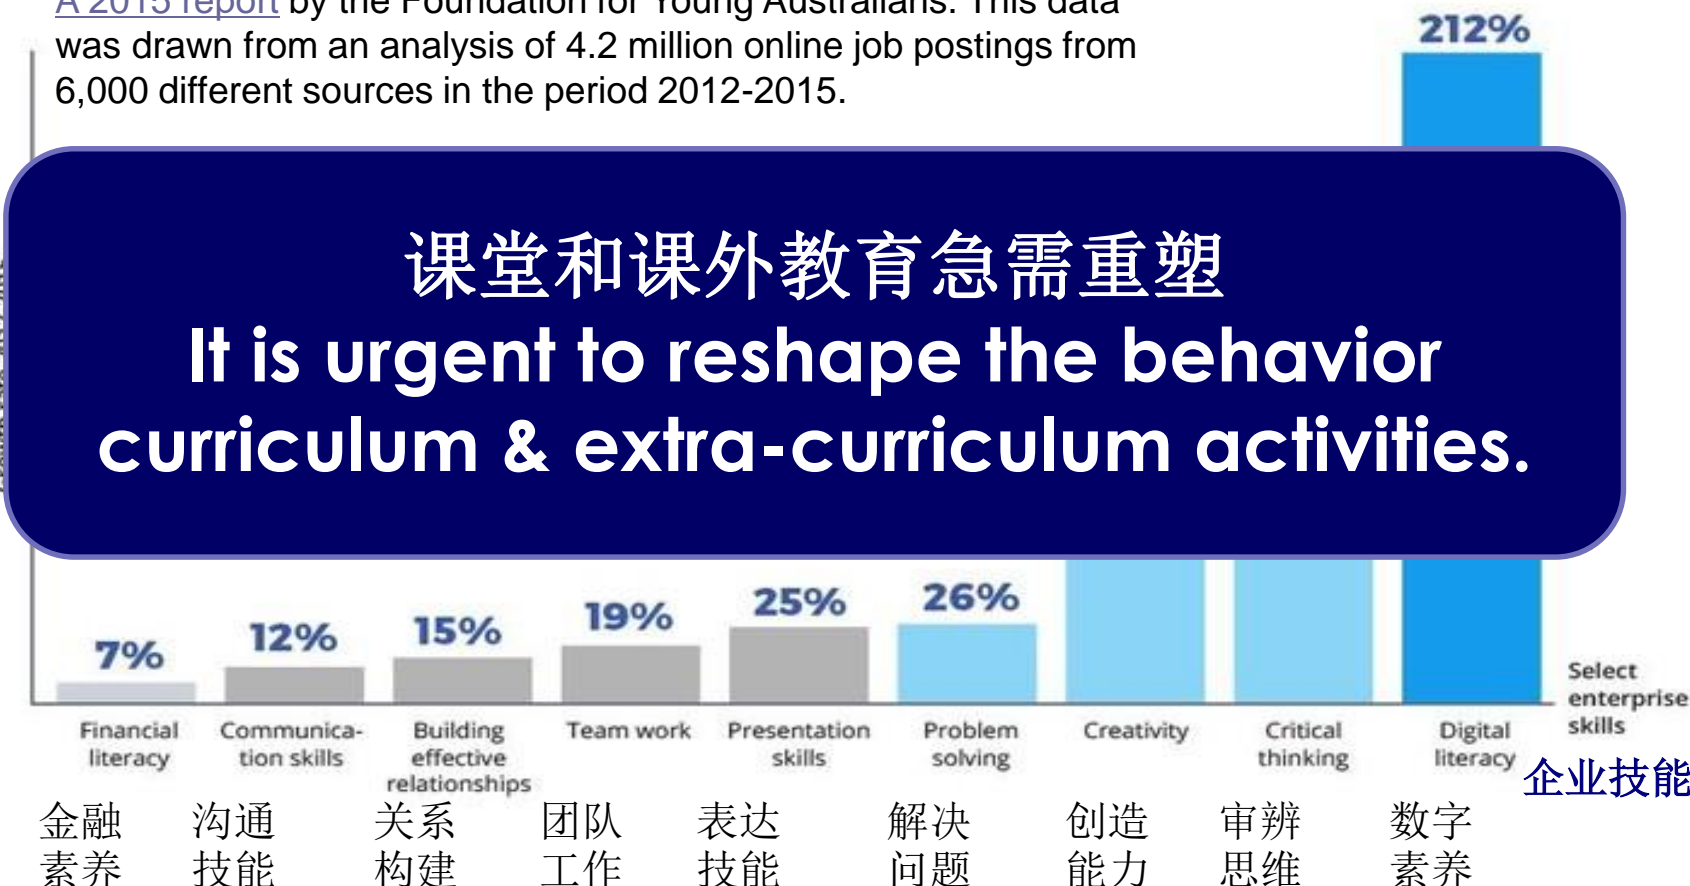 A 2015 report by the Foundation for Young Australians. This data
was drawn from an analysis of 4.2 million online job postings from
6,000 different sources in the period 2012-2015.
212%
课堂和课外教育急需重塑
It is urgent to reshape the behavior
curriculum & extra-curriculum activities.
7%
12%
15%
19%
25%
26%
Select
enterprise
skills
Financial
literacy
Communica-
tion skills
Building
effective
relationships
Team work
Presentation
skills
Problem
solving
Creativity
Critical
thinking
Digital
literacy
企业技能
金融
素养
沟通
技能
关系
构建
团队
工作
表达
技能
解决
问题
创造
能力
审辨
思维
数字
素养